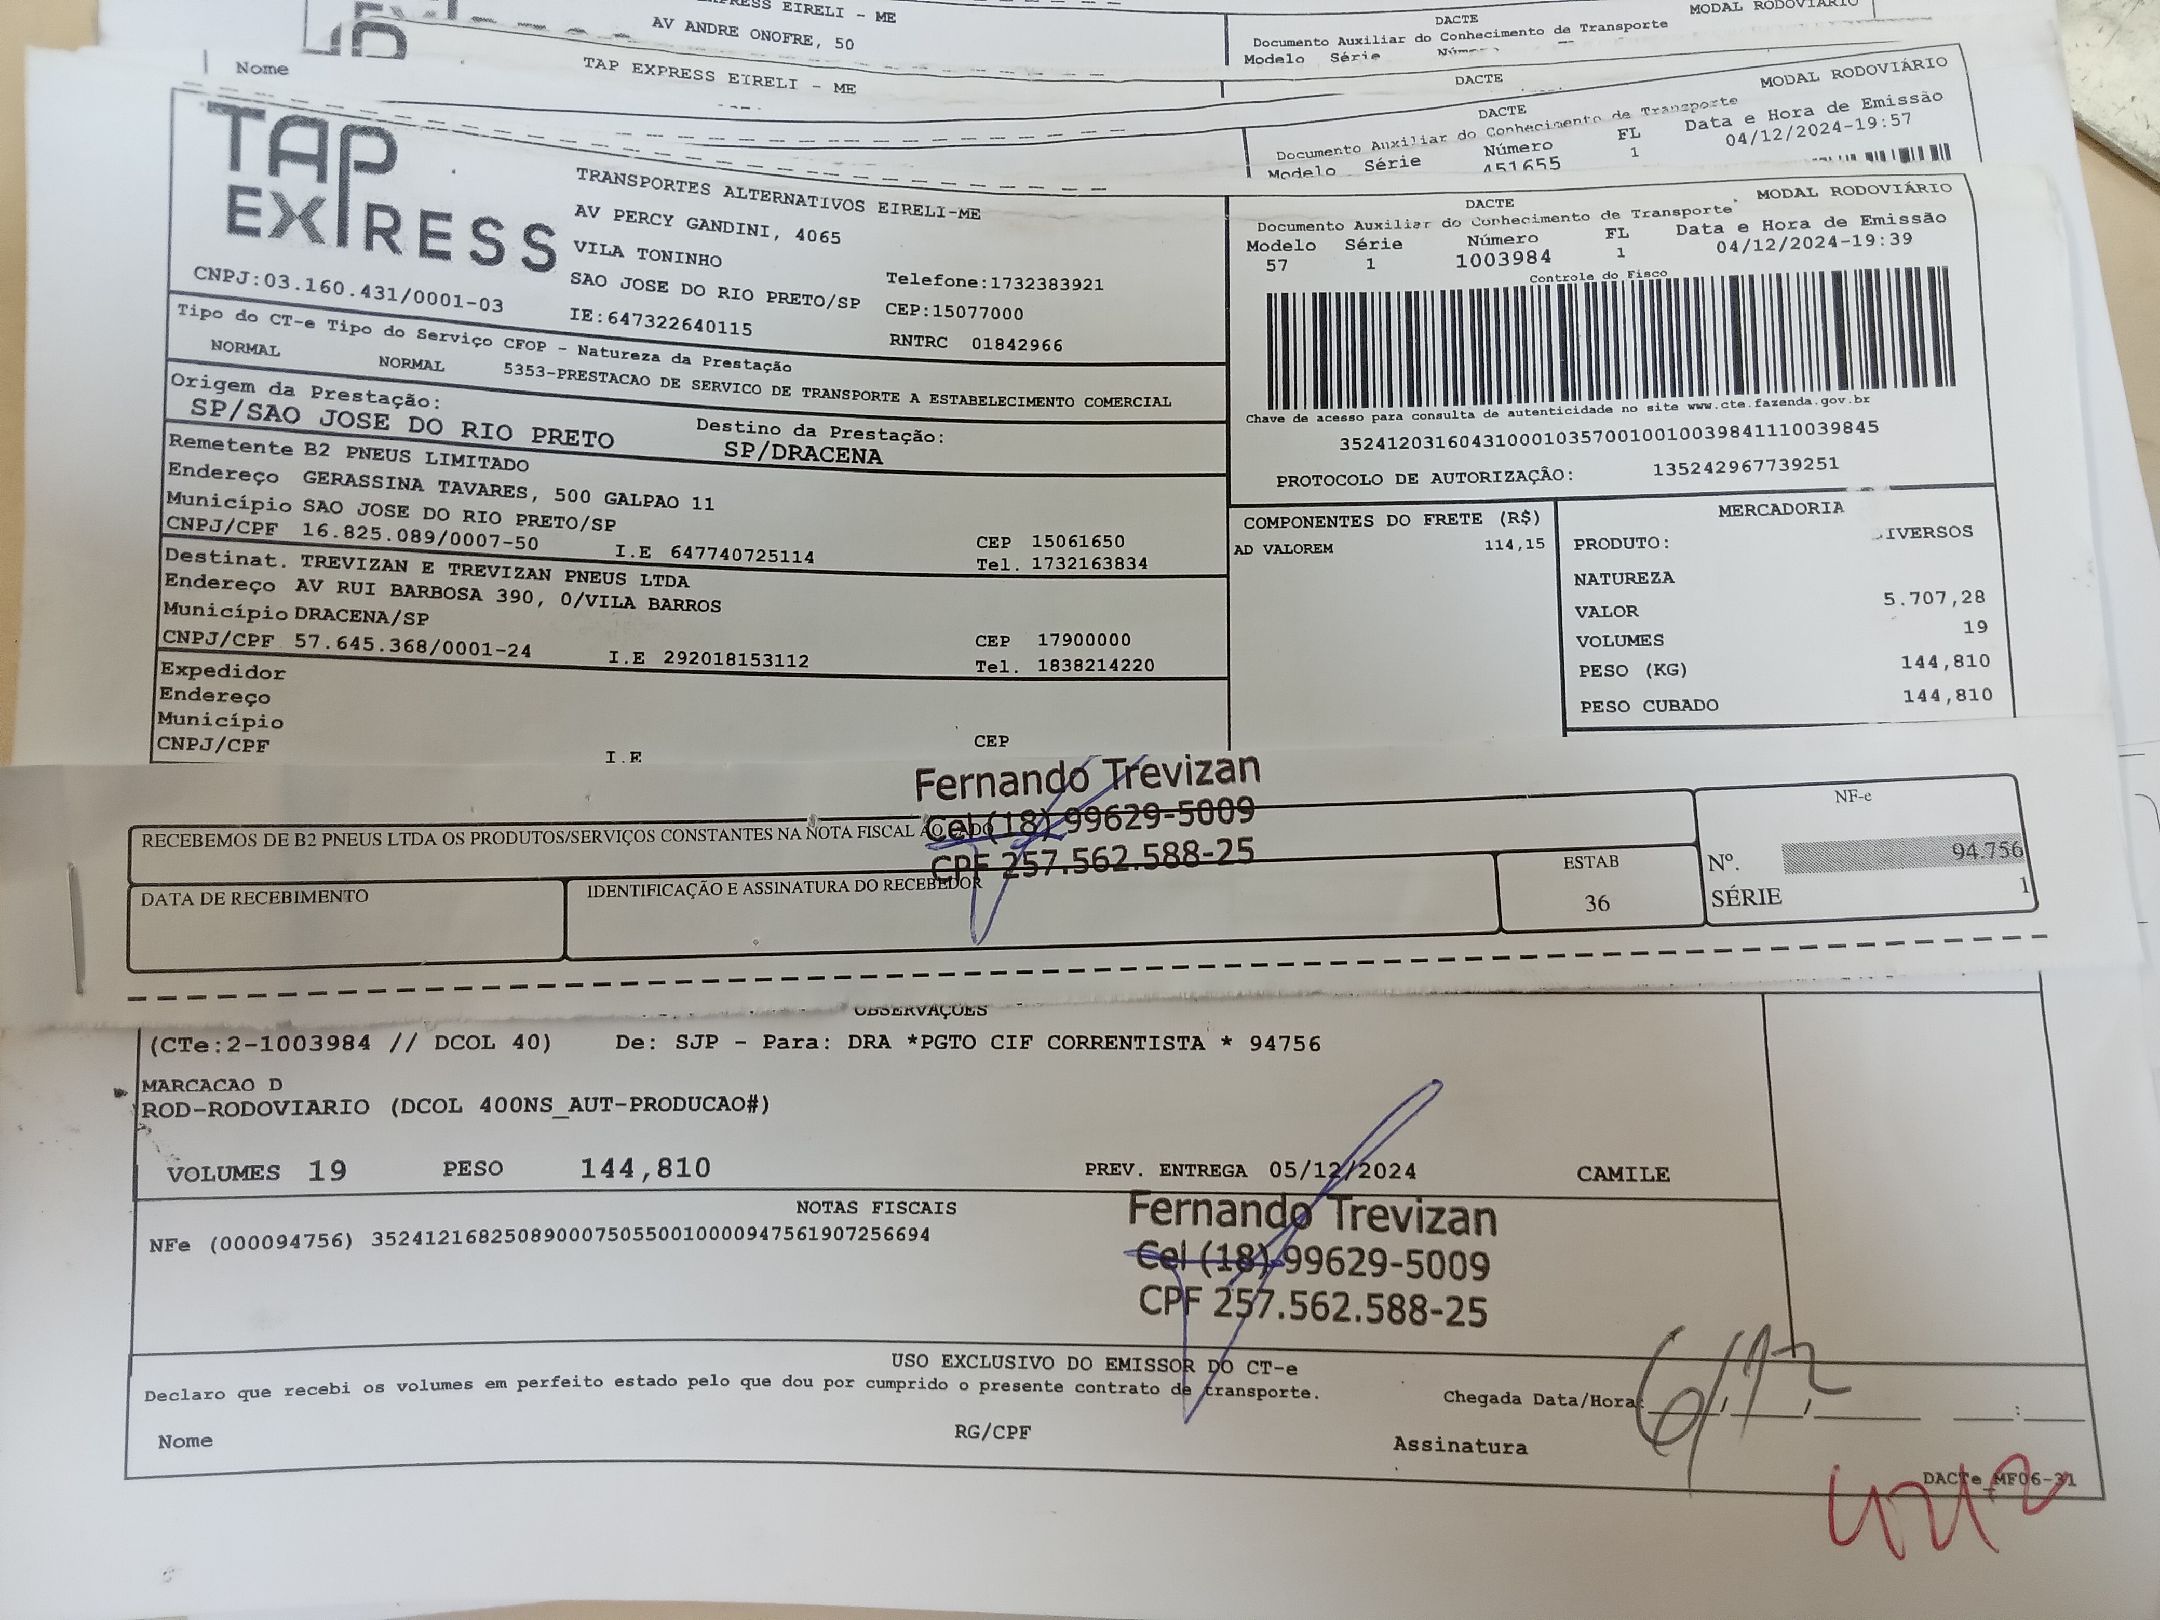 RESS EIRELI - ME
AV ANDRE ONOFRE, 50
DACTE
MODAL RODOVIÁRIO
Documento Auxiliar do Conhecimento de Transporte
Modelo Série
Nome
TAP EXPRESS EIRELI - ME
DACTE
MODAL RODOVIÁRIO
DACTE
Documento Auxiliar do Conhecimento de Transporte
Data e Hora de Emissão
Modelo Série Número FL
451655 1 04/12/2024-19:57
TAP
EXPRESS
CNPJ:03.160.431/0001-03
TRANSPORTES ALTERNATIVOS EIRELI-ME
AV PERCY GANDINI, 4065
VILA TONINHO
SAO JOSE DO RIO PRETO/SP
IE:647322640115
Telefone:1732383921
CEP:15077000
RNTRC 01842966
DACTE
MODAL RODOVIÁRIO
Documento Auxiliar do Conhecimento de Transporte
Modelo Série Número FL Data e Hora de Emissão
57 1 1003984 1 04/12/2024-19:39
Controle do Fisco
Chave de acesso para consulta de autenticidade no site www.cte.fazenda.gov.br
35241203160431000103570010010039841110039845
PROTOCOLO DE AUTORIZAÇÃO: 135242967739251
Tipo do CT-e Tipo do Serviço CFOP - Natureza da Prestação
NORMAL NORMAL 5353-PRESTACAO DE SERVICO DE TRANSPORTE A ESTABELECIMENTO COMERCIAL
Origem da Prestação: Destino da Prestação:
SP/SAO JOSE DO RIO PRETO SP/DRACENA
Remetente B2 PNEUS LIMITADO
Endereço GERASSINA TAVARES, 500 GALPAO 11
Município SAO JOSE DO RIO PRETO/SP CEP 15061650
CNPJ/CPF 16.825.089/0007-50 I.E 647740725114 Tel. 1732163834
Destinat. TREVIZAN E TREVIZAN PNEUS LTDA
Endereço AV RUI BARBOSA 390, 0/VILA BARROS
Município DRACENA/SP CEP 17900000
CNPJ/CPF 57.645.368/0001-24 I.E 292018153112 Tel. 1838214220
Expedidor
Endereço
Município
CNPJ/CPF I.E CEP
COMPONENTES DO FRETE (R$)
AD VALOREM 114,15
MERCADORIA
PRODUTO: IVERSOS
NATUREZA
VALOR 5.707,28
VOLUMES 19
PESO (KG) 144,810
PESO CUBADO 144,810
Fernando Trevizan
Cel (18) 99629-5009
CPF 257.562.588-25
RECEBEMOS DE B2 PNEUS LTDA OS PRODUTOS/SERVIÇOS CONSTANTES NA NOTA FISCAL AO LADO
DATA DE RECEBIMENTO
IDENTIFICAÇÃO E ASSINATURA DO RECEBEDOR
ESTAB
36
NF-e
Nº. 94.756
SÉRIE 1
OBSERVAÇÕES
(CTe:2-1003984 // DCOL 40) De: SJP - Para: DRA *PGTO CIF CORRENTISTA * 94756
MARCACAO D
ROD-RODOVIARIO (DCOL 400NS_AUT-PRODUCAO#)
VOLUMES 19 PESO 144,810 PREV. ENTREGA 05/12/2024 CAMILE
NOTAS FISCAIS
NFe (000094756) 35241216825089000750550010000947561907256694
Fernando Trevizan
Cel (18) 99629-5009
CPF 257.562.588-25
USO EXCLUSIVO DO EMISSOR DO CT-e
Declaro que recebi os volumes em perfeito estado pelo que dou por cumprido o presente contrato de transporte.
Chegada Data/Hora: 6/12
Nome RG/CPF Assinatura
DACTe_MF06-31